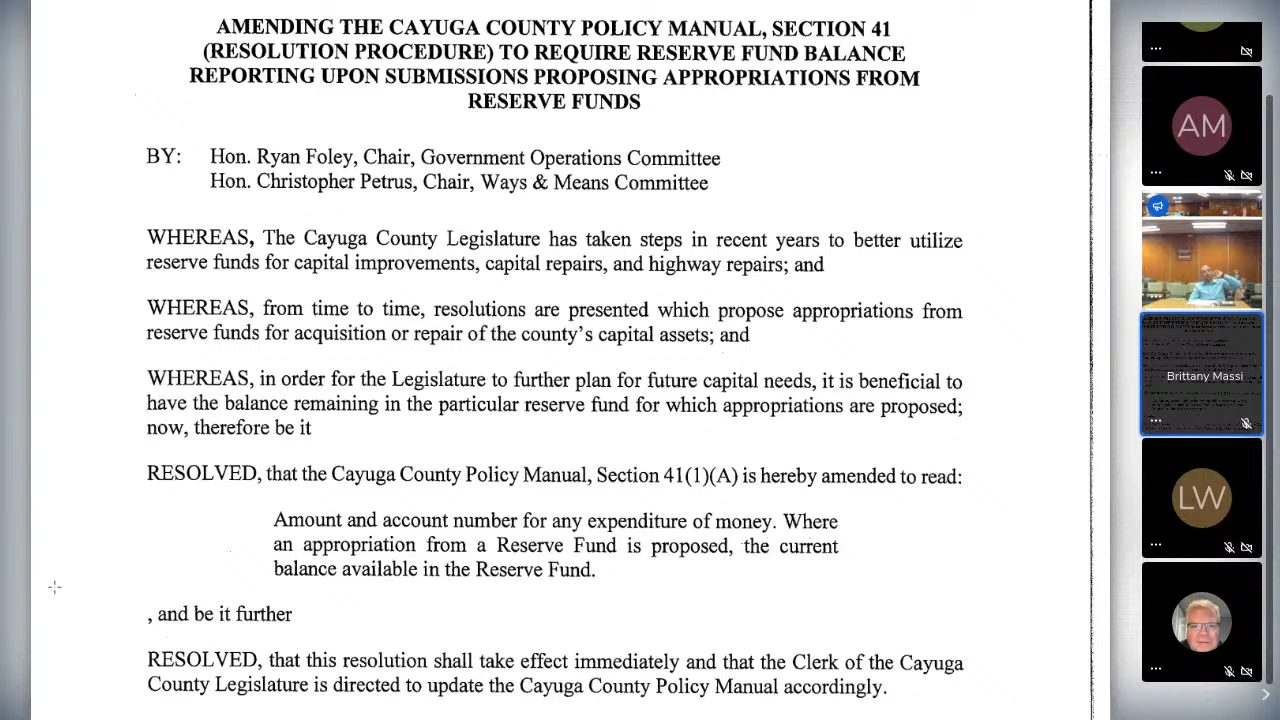 AMENDING THE CAYUGA COUNTY POLICY MANUAL, SECTION 41
(RESOLUTION PROCEDURE) TO REQUIRE RESERVE FUND BALANCE
REPORTING UPON SUBMISSIONS PROPOSING APPROPRIATIONS FROM
RESERVE FUNDS
BY: Hon. Ryan Foley, Chair, Government Operations Committee
Hon. Christopher Petrus, Chair, Ways & Means Committee
WHEREAS, The Cayuga County Legislature has taken steps in recent years to better utilize
reserve funds for capital improvements, capital repairs, and highway repairs; and
WHEREAS, from time to time, resolutions are presented which propose appropriations from
reserve funds for acquisition or repair of the county's capital assets; and
WHEREAS, in order for the Legislature to further plan for future capital needs, it is beneficial to
have the balance remaining in the particular reserve fund for which appropriations are proposed;
now, therefore be it
RESOLVED, that the Cayuga County Policy Manual, Section 41(1)(A) is hereby amended to read:
Amount and account number for any expenditure of money. Where
an appropriation from a Reserve Fund is proposed, the current
balance available in the Reserve Fund.
, and be it further
RESOLVED, that this resolution shall take effect immediately and that the Clerk of the Cayuga
County Legislature is directed to update the Cayuga County Policy Manual accordingly.
AM
Brittany Massi
LW